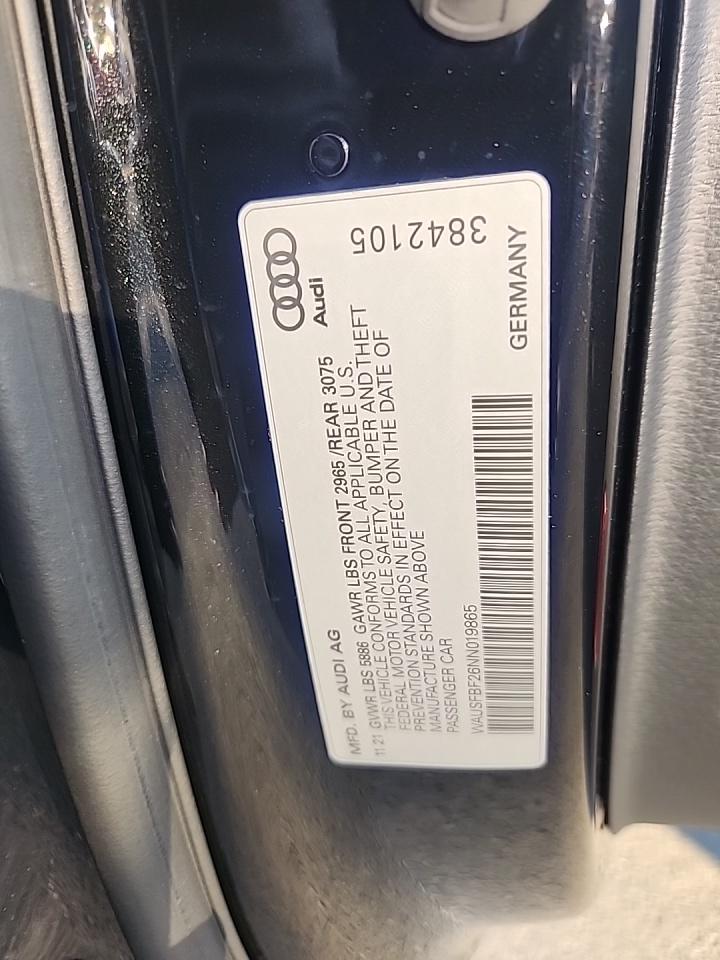 MFD. BY AUDI AG
11 21 GVWR LBS 5886 GAWR LBS FRONT 2965 /REAR 3075
THIS VEHICLE CONFORMS TO ALL APPLICABLE U.S.
FEDERAL MOTOR VEHICLE SAFETY, BUMPER AND THEFT
PREVENTION STANDARDS IN EFFECT ON THE DATE OF
MANUFACTURE SHOWN ABOVE
PASSENGER CAR
WAUSFBF26NN019865
Audi
3842105
GERMANY